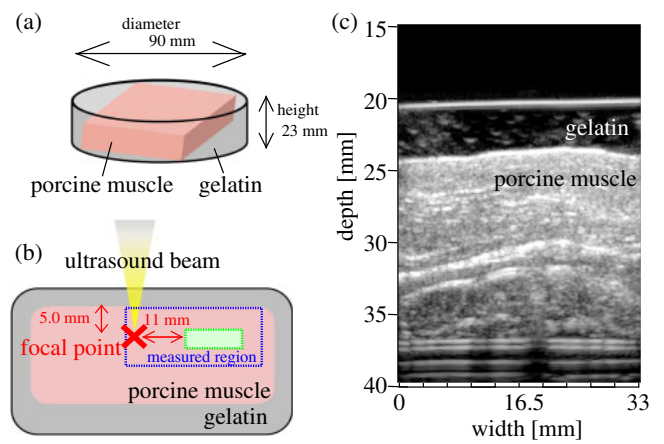 (a)
diameter
90 mm
height
23 mm
porcine muscle
gelatin
(b)
ultrasound beam
5.0 mm
11 mm
focal point
measured region
porcine muscle
gelatin
(c)
15
20
25
30
35
40
depth [mm]
gelatin
porcine muscle
0
16.5
33
width [mm]